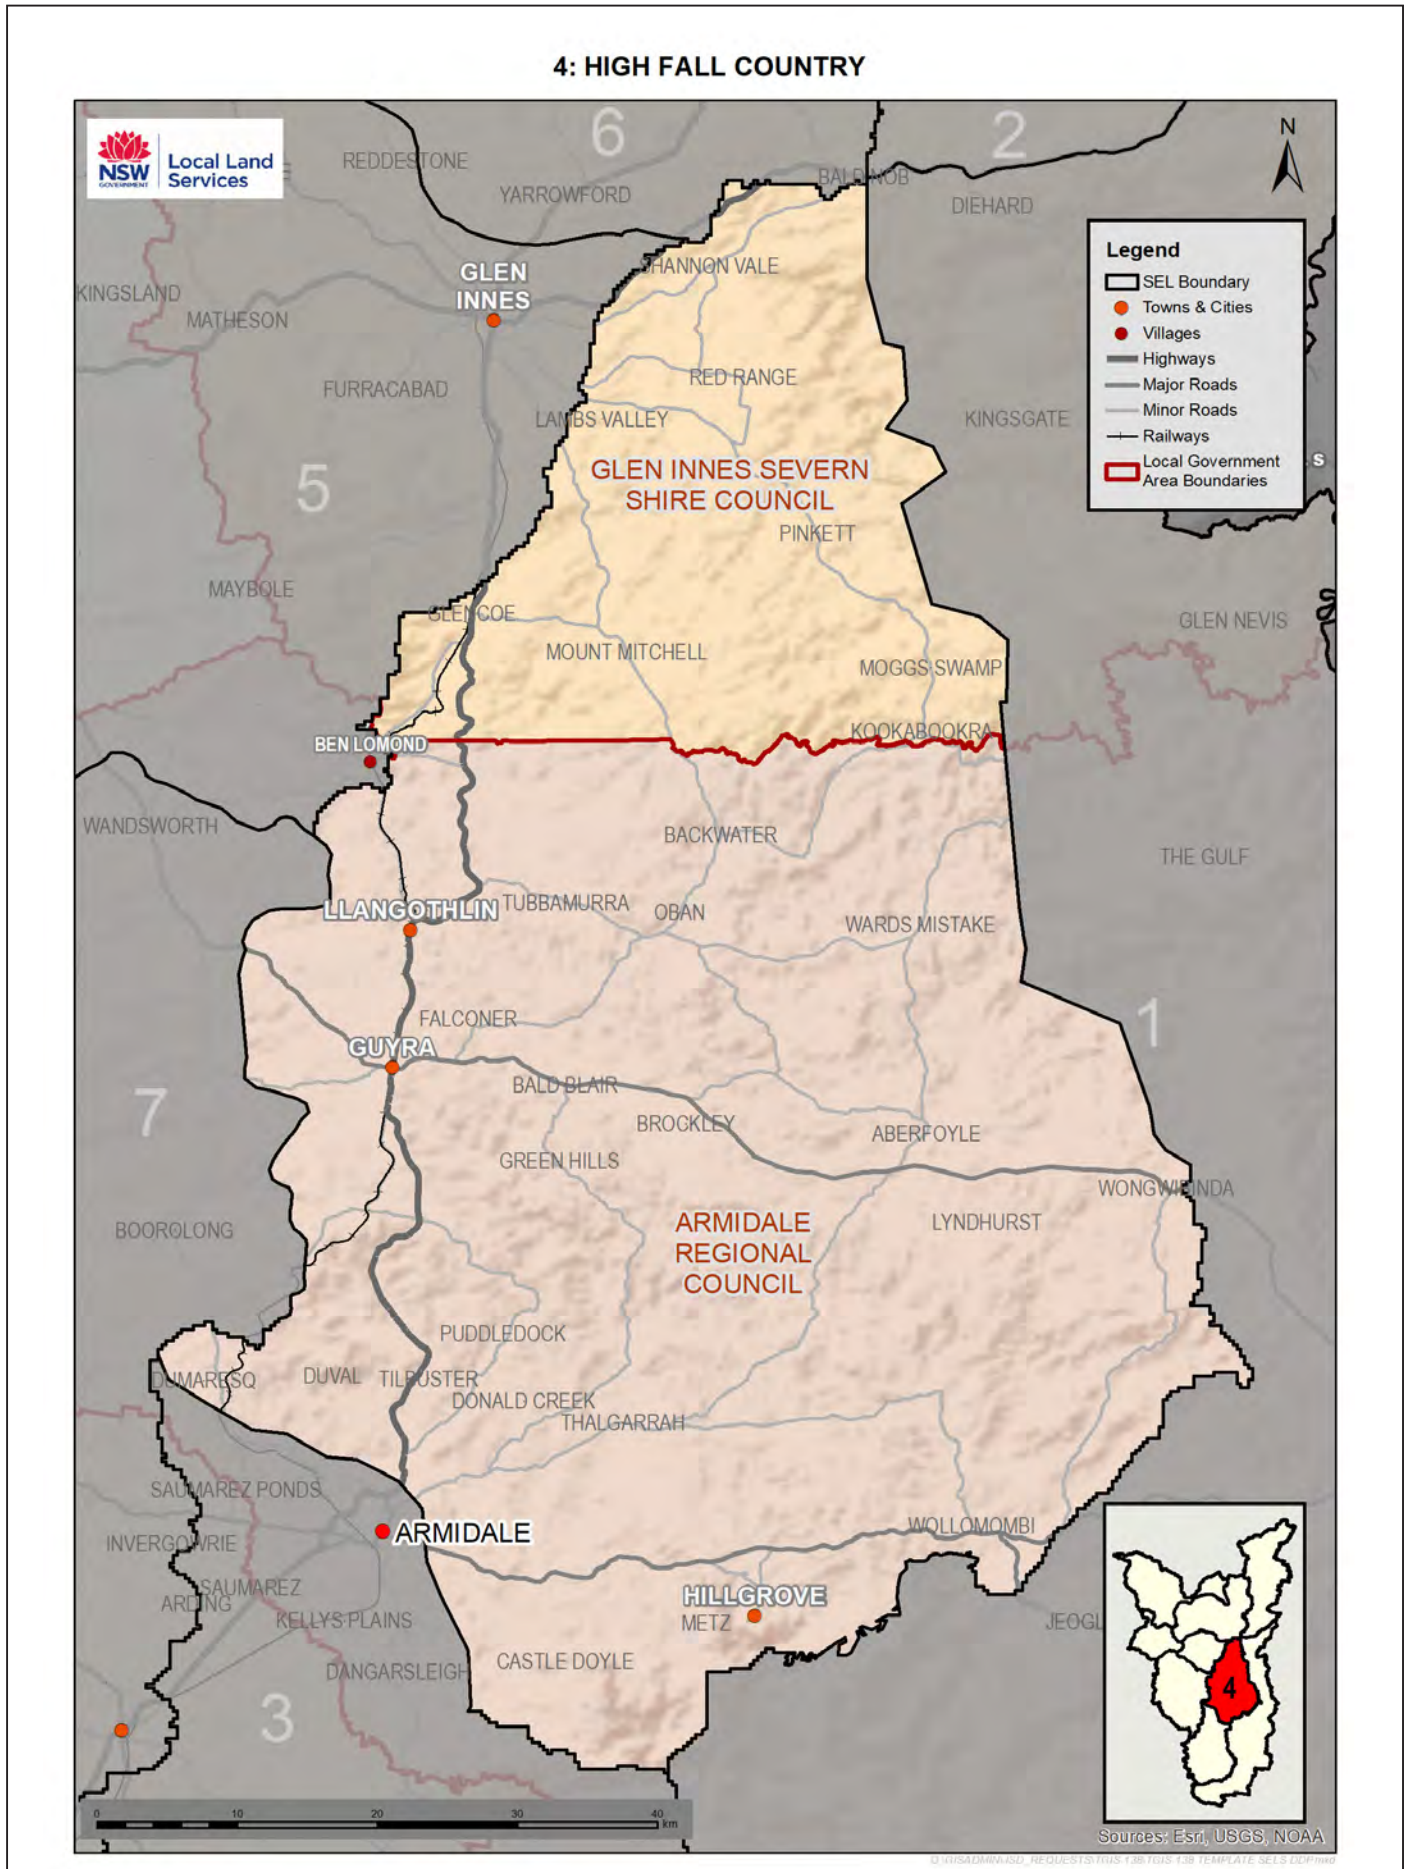 4: HIGH FALL COUNTRY
NSW
GOVERNMENT
Local Land
Services
6
2
N
REDDESTONE
YARROWFORD
BALD NOB
DIEHARD
SHANNON VALE
GLEN
INNES
KINGSLAND
MATHESON
Legend
SEL Boundary
Towns & Cities
Villages
Highways
Major Roads
Minor Roads
Railways
Local Government
Area Boundaries
S
FURRACABAD
RED RANGE
LAMBS VALLEY
KINGSGATE
5
GLEN INNES SEVERN
SHIRE COUNCIL
PINKETT
MAYBOLE
GLENCOE
GLEN NEVIS
MOUNT MITCHELL
MOGGS SWAMP
KOOKABOOKRA
BEN LOMOND
WANDSWORTH
BACKWATER
THE GULF
LLANGOTHLIN
TUBBAMURRA
OBAN
WARDS MISTAKE
FALCONER
1
GUYRA
BALD BLAIR
7
BROCKLEY
ABERFOYLE
GREEN HILLS
WONGWIBINDA
BOOROLONG
LYNDHURST
ARMIDALE
REGIONAL
COUNCIL
PUDDLEDOCK
DUMARESQ
DUVAL
TILBUSTER
DONALD CREEK
THALGARRAH
SAUMAREZ PONDS
ARMIDALE
WOLLOMOMBI
INVERGOWRIE
SAUMAREZ
ARDING
KELLYS PLAINS
HILLGROVE
METZ
JEOGL
CASTLE DOYLE
DANGARSLEIGH
3
4
0
10
20
30
40
km
Sources: Esri, USGS, NOAA